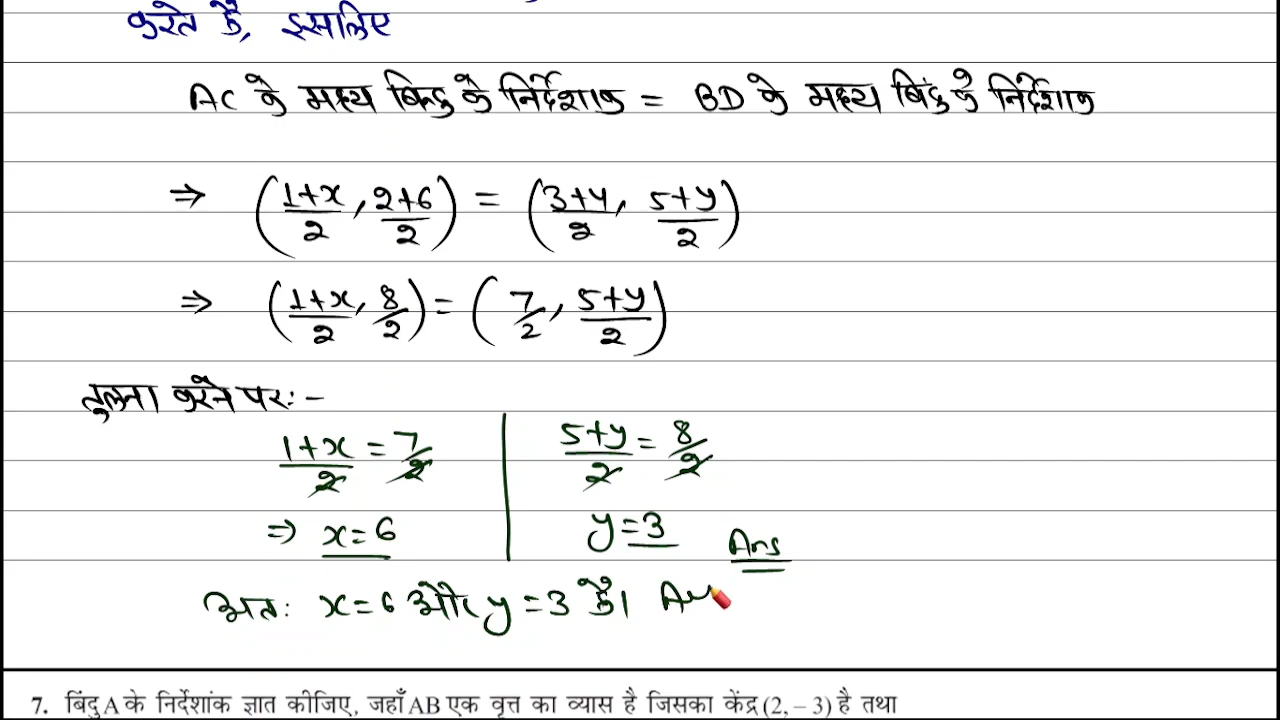 करते हैं, इसलिए
AC के मध्य बिन्दु के निर्देशांक = BD के मध्य बिंदु के निर्देशांक
⇒ ((1+x)/2, (2+6)/2) = ((3+4)/2, (5+y)/2)
⇒ ((1+x)/2, 8/2) = (7/2, (5+y)/2)
तुलना करने पर:-
(1+x)/2 = 7/2 | (5+y)/2 = 8/2
⇒ x=6 | y=3 Ans
अतः x=6 और y=3 है।
7. बिंदु A के निर्देशांक ज्ञात कीजिए, जहाँ AB एक वृत्त का व्यास है जिसका केंद्र (2, – 3) है तथा